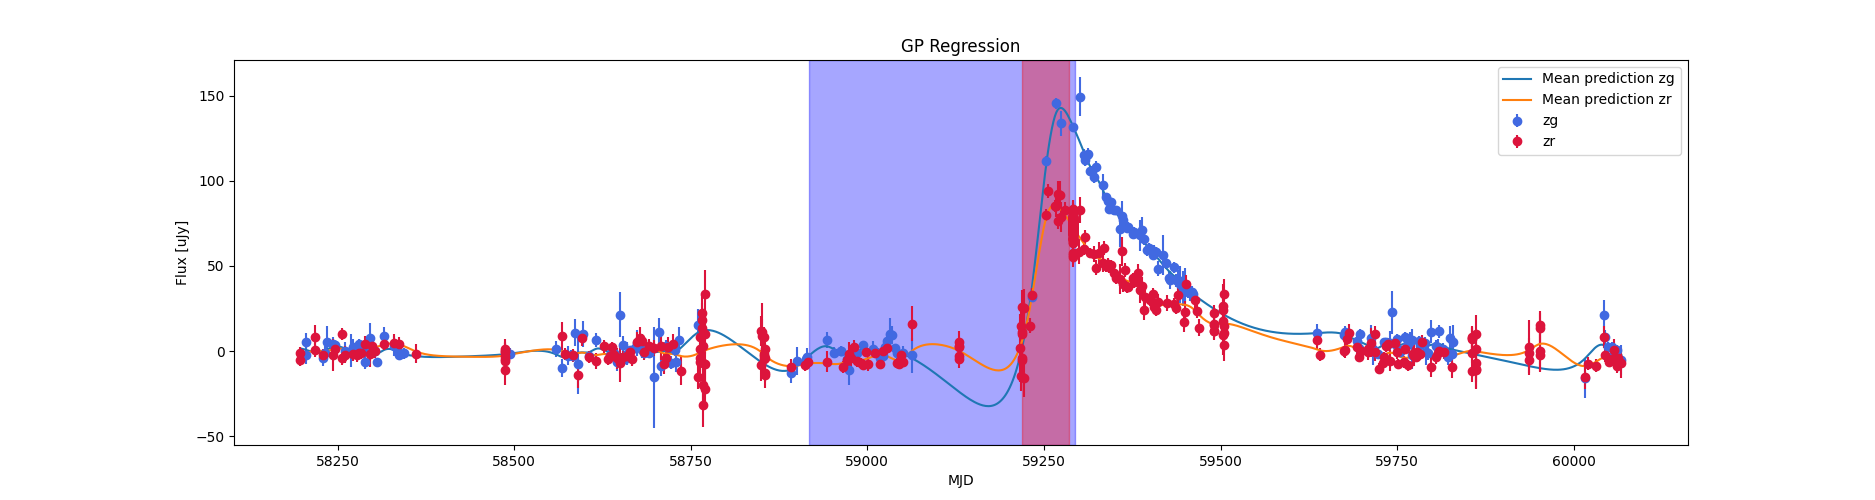 GP Regression
Mean prediction zg
Mean prediction zr
zg
zr
Flux [uJy]
150
100
50
0
−50
58250 58500 58750 59000 59250 59500 59750 60000
MJD